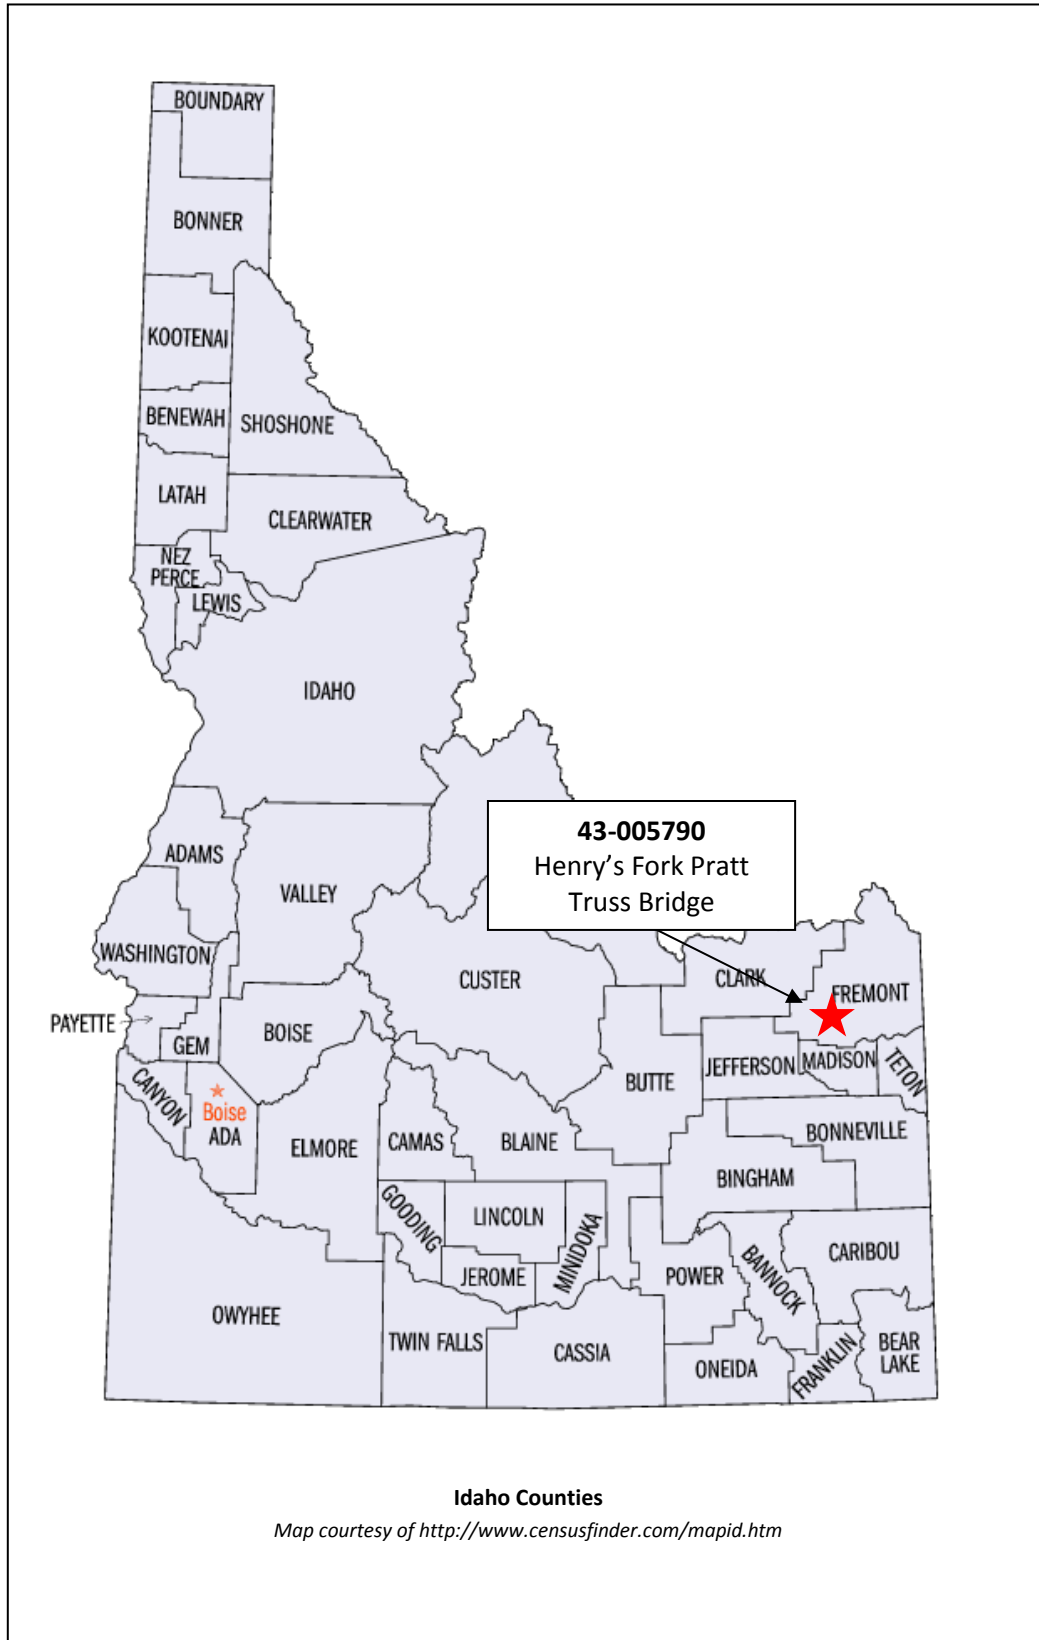 BOUNDARY
BONNER
KOOTENAI
BENEWAH
SHOSHONE
LATAH
CLEARWATER
NEZ
PERCE
LEWIS
IDAHO
43-005790
Henry’s Fork Pratt
Truss Bridge
ADAMS
VALLEY
WASHINGTON
CUSTER
CLARK
FREMONT
PAYETTE
GEM
BOISE
BUTTE
JEFFERSON
MADISON
TETON
CANYON
Boise
ADA
ELMORE
CAMAS
BLAINE
BONNEVILLE
BINGHAM
GOODING
LINCOLN
MINIDOKA
JEROME
POWER
BANNOCK
CARIBOU
OWYHEE
TWIN FALLS
CASSIA
ONEIDA
FRANKLIN
BEAR
LAKE
Idaho Counties
Map courtesy of http://www.censusfinder.com/mapid.htm